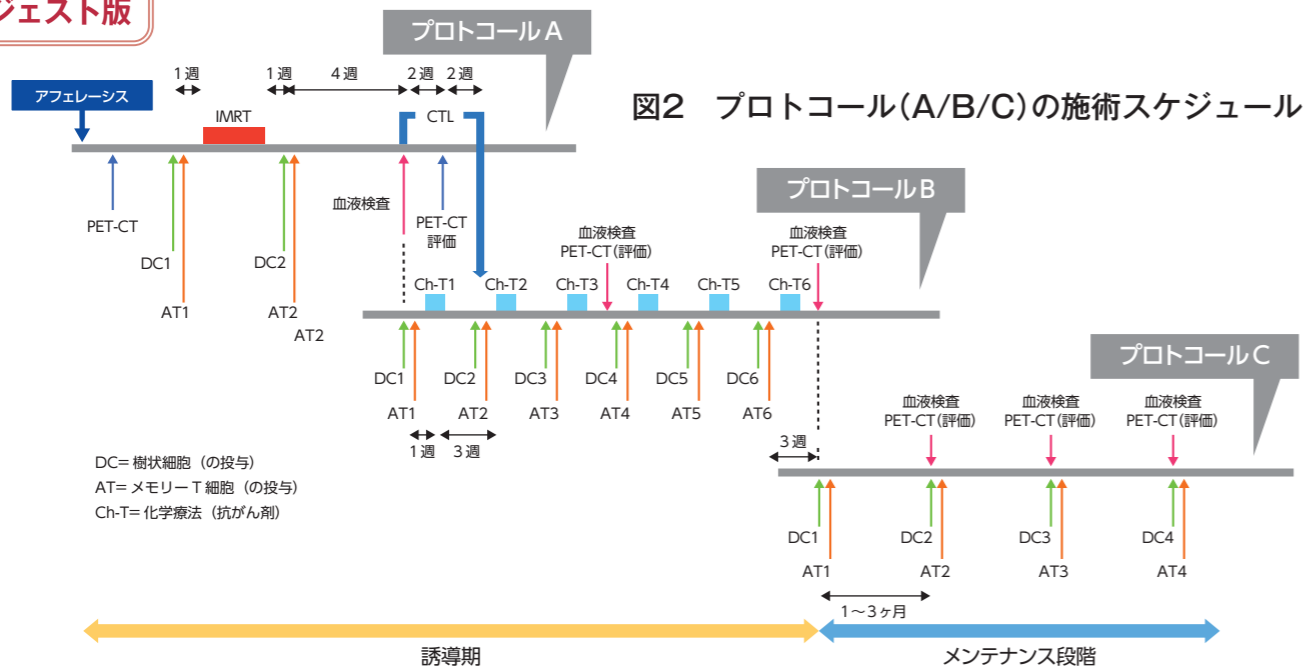 ジェスト版
プロトコールA
1週 1週 4週 2週 2週
アフェレーシス
IMRT
CTL
図2 プロトコール(A/B/C)の施術スケジュール
PET-CT
血液検査
PET-CT
評価
DC1
DC2
AT1
AT2
AT2
プロトコールB
血液検査
PET-CT(評価)
血液検査
PET-CT(評価)
Ch-T1 Ch-T2 Ch-T3 Ch-T4 Ch-T5 Ch-T6
DC1 DC2 DC3 DC4 DC5 DC6
AT1 AT2 AT3 AT4 AT5 AT6
1週 3週
3週
プロトコールC
血液検査
PET-CT(評価)
血液検査
PET-CT(評価)
血液検査
PET-CT(評価)
DC=樹状細胞(の投与)
AT=メモリーT細胞(の投与)
Ch-T=化学療法(抗がん剤)
DC1 DC2 DC3 DC4
AT1 AT2 AT3 AT4
1〜3ヶ月
誘導期
メンテナンス段階